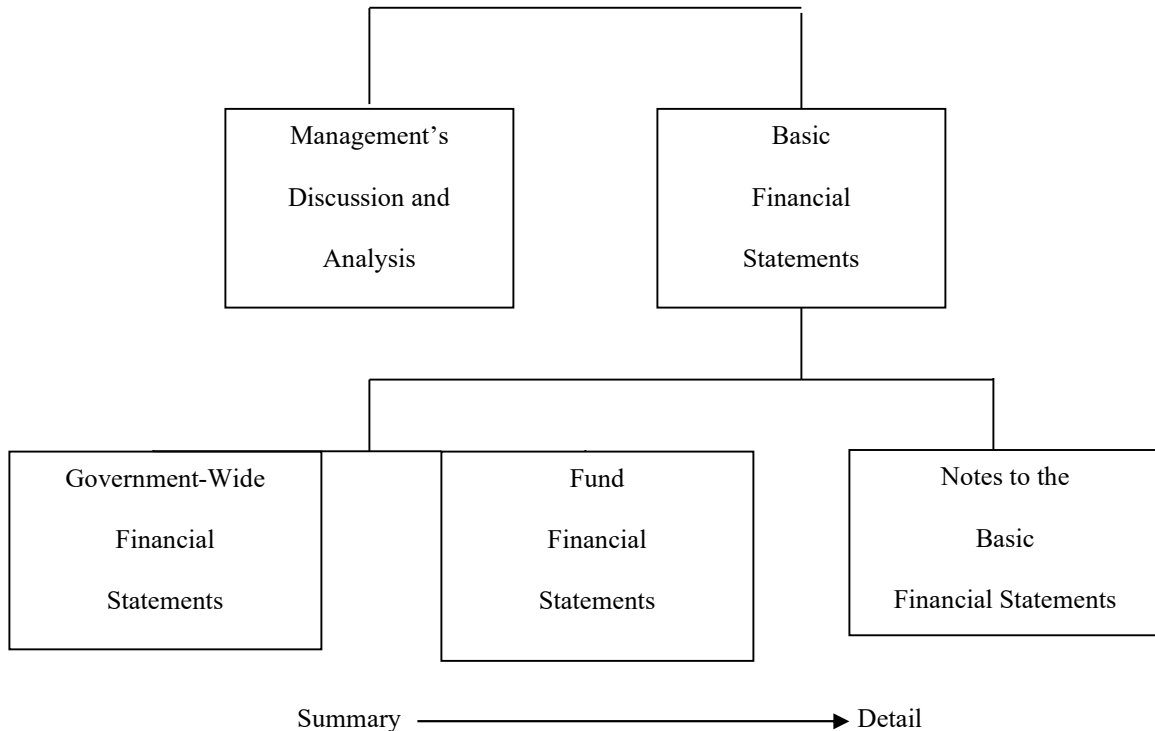 Management’s
Discussion and
Analysis
Basic
Financial
Statements
Government-Wide
Financial
Statements
Fund
Financial
Statements
Notes to the
Basic
Financial Statements
Summary
Detail